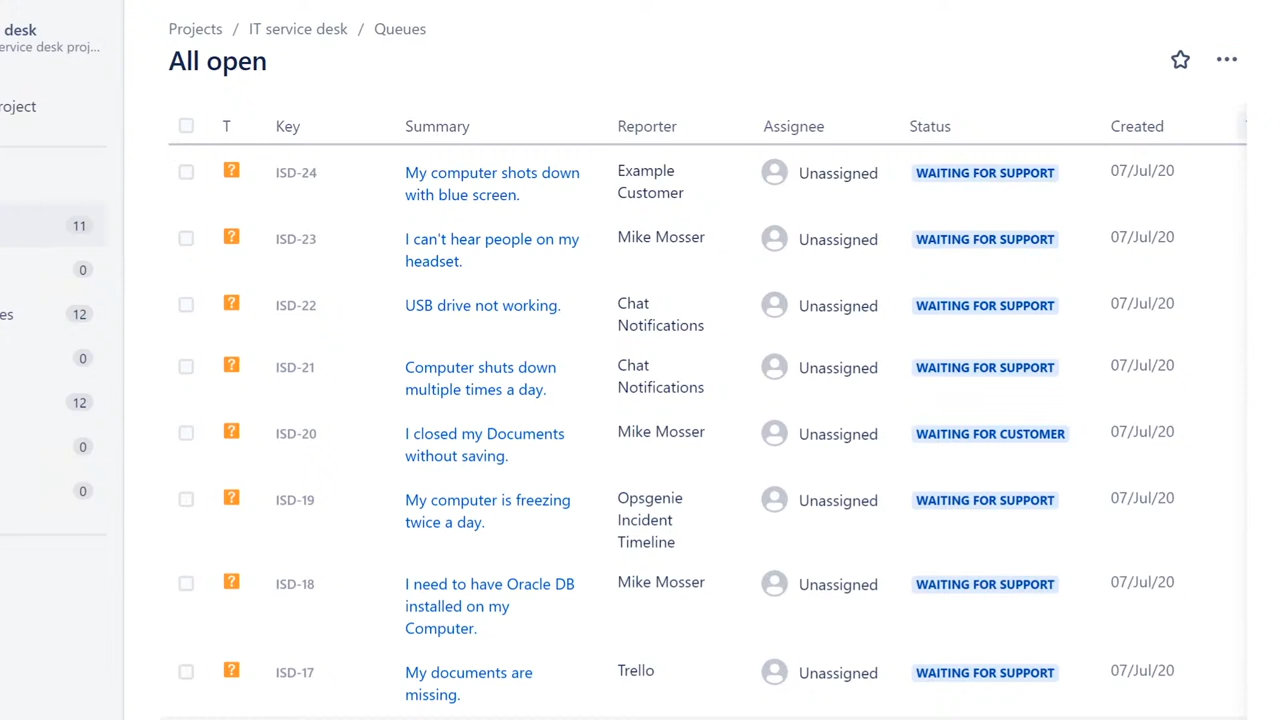 desk
ervice desk proj...
roject
11
0
es 12
0
12
0
0
Projects / IT service desk / Queues
All open
T Key Summary Reporter Assignee Status Created
? ISD-24 My computer shots down Example Unassigned WAITING FOR SUPPORT 07/Jul/20
with blue screen. Customer
? ISD-23 I can't hear people on my Mike Mosser Unassigned WAITING FOR SUPPORT 07/Jul/20
headset.
? ISD-22 USB drive not working. Chat Unassigned WAITING FOR SUPPORT 07/Jul/20
Notifications
? ISD-21 Computer shuts down Chat Unassigned WAITING FOR SUPPORT 07/Jul/20
multiple times a day. Notifications
? ISD-20 I closed my Documents Mike Mosser Unassigned WAITING FOR CUSTOMER 07/Jul/20
without saving.
? ISD-19 My computer is freezing Opsgenie Unassigned WAITING FOR SUPPORT 07/Jul/20
twice a day. Incident
Timeline
? ISD-18 I need to have Oracle DB Mike Mosser Unassigned WAITING FOR SUPPORT 07/Jul/20
installed on my
Computer.
? ISD-17 My documents are Trello Unassigned WAITING FOR SUPPORT 07/Jul/20
missing.